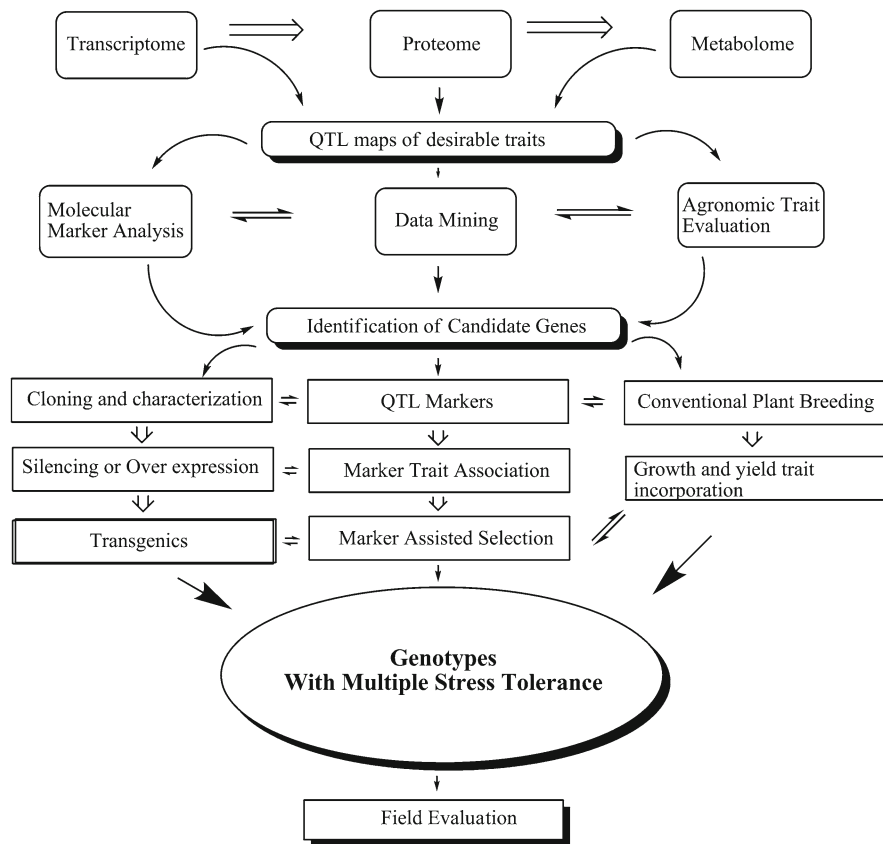 Transcriptome
Proteome
Metabolome
QTL maps of desirable traits
Molecular
Marker Analysis
Data Mining
Agronomic Trait
Evaluation
Identification of Candidate Genes
Cloning and characterization
QTL Markers
Conventional Plant Breeding
Silencing or Over expression
Marker Trait Association
Growth and yield trait
incorporation
Transgenics
Marker Assisted Selection
Genotypes
With Multiple Stress Tolerance
Field Evaluation